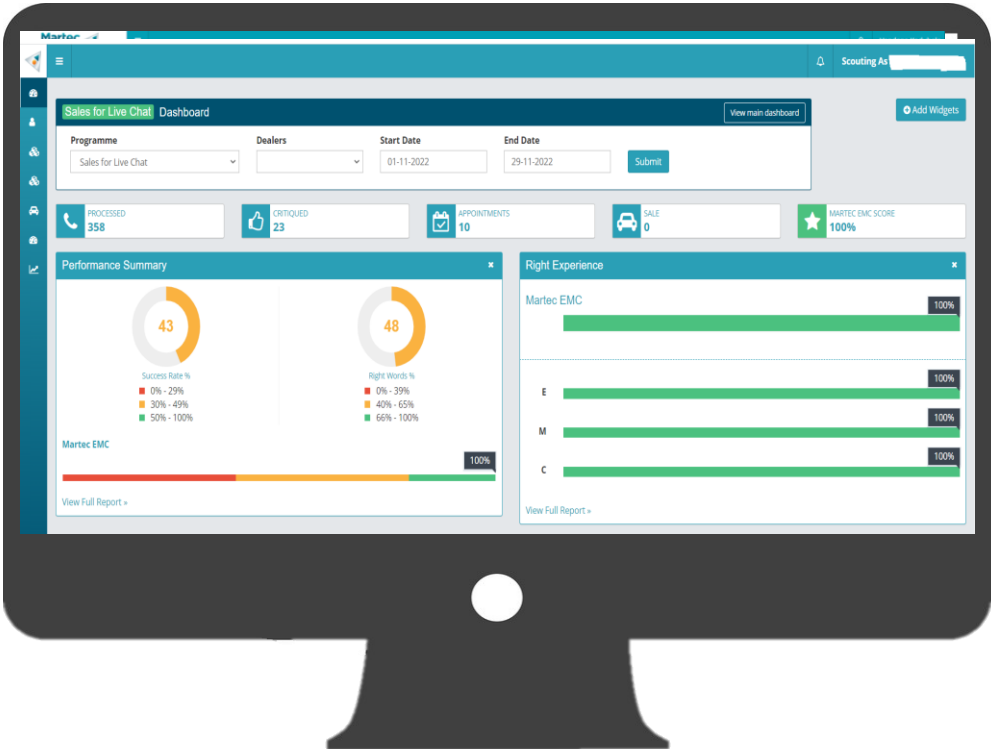 Martec
Scouting As
Sales for Live Chat Dashboard
View main dashboard
Add Widgets
Programme
Dealers
Start Date
End Date
Sales for Live Chat
01-11-2022
29-11-2022
Submit
PROCESSED
358
CRITIQUED
23
APPOINTMENTS
10
SALE
0
MARTEC EMC SCORE
100%
Performance Summary
43
Success Rate %
0% - 29%
30% - 49%
50% - 100%
48
Right Words %
0% - 39%
40% - 65%
66% - 100%
Martec EMC
100%
View Full Report »
Right Experience
Martec EMC
100%
E
100%
M
100%
C
100%
View Full Report »